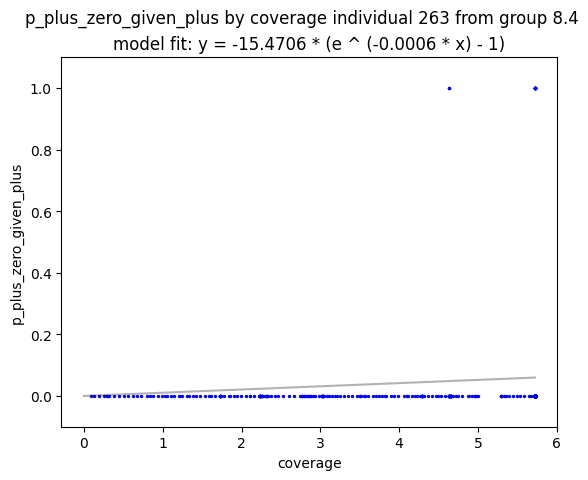 p_plus_zero_given_plus by coverage individual 263 from group 8.4
model fit: y = -15.4706 * (e ^ (-0.0006 * x) - 1)
p_plus_zero_given_plus
1.0
0.8
0.6
0.4
0.2
0.0
0 1 2 3 4 5 6
coverage